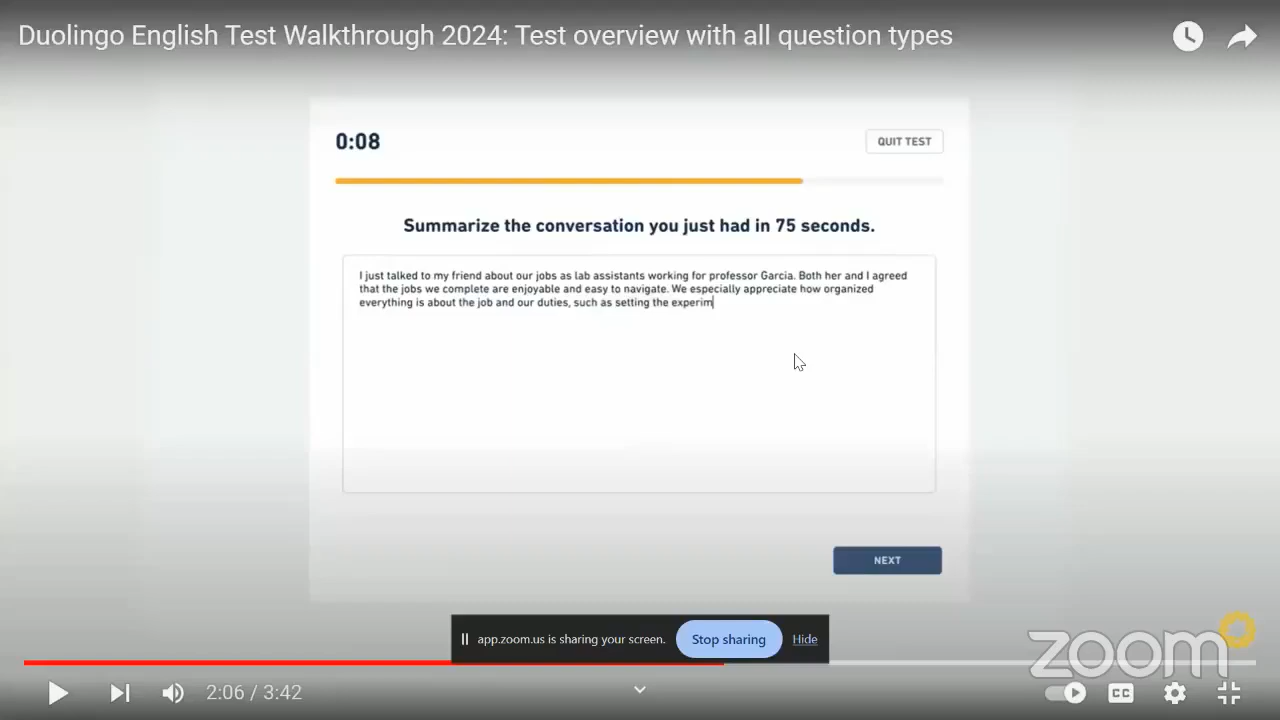 Duolingo English Test Walkthrough 2024: Test overview with all question types
0:08
QUIT TEST
Summarize the conversation you just had in 75 seconds.
I just talked to my friend about our jobs as lab assistants working for professor Garcia. Both her and I agreed
that the jobs we complete are enjoyable and easy to navigate. We especially appreciate how organized
everything is about the job and our duties, such as setting the experim
NEXT
app.zoom.us is sharing your screen.
Stop sharing
Hide
zoom
2:06 / 3:42
CC